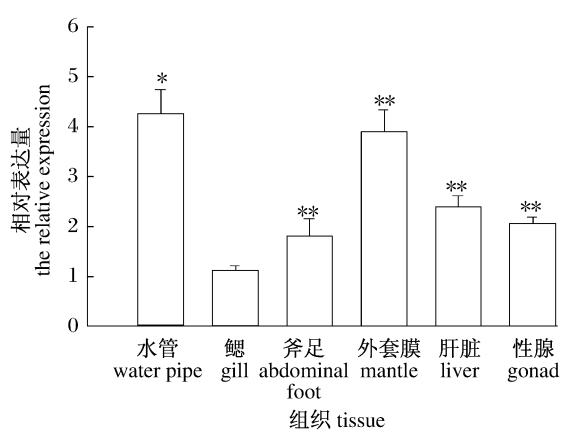 相对表达量
the relative expression
6
5
4
3
2
1
0
*
**
**
**
**
水管
water pipe
鳃
gill
斧足
abdominal
foot
外套膜
mantle
肝脏
liver
性腺
gonad
组织 tissue